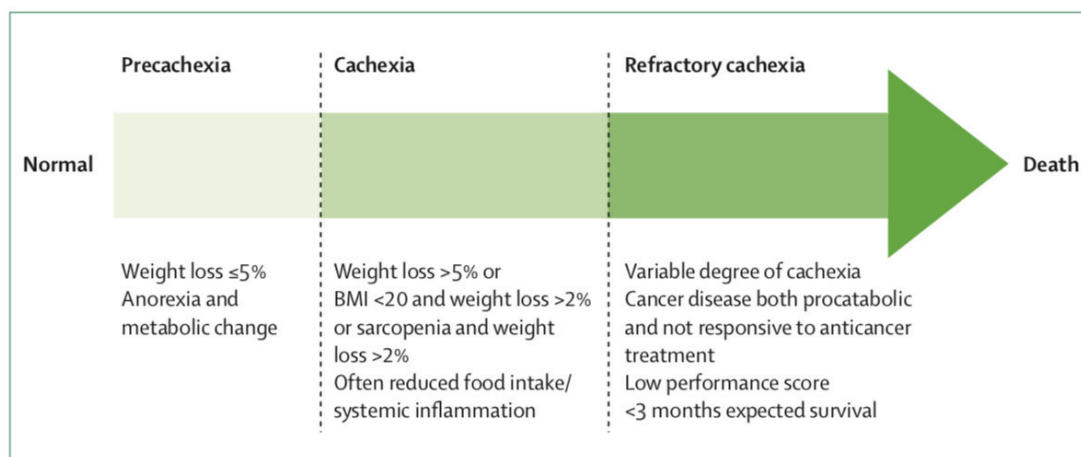 Precachexia
Cachexia
Refractory cachexia
Normal
Death
Weight loss ≤5%
Anorexia and
metabolic change
Weight loss >5% or
BMI <20 and weight loss >2%
or sarcopenia and weight
loss >2%
Often reduced food intake/
systemic inflammation
Variable degree of cachexia
Cancer disease both procatabolic
and not responsive to anticancer
treatment
Low performance score
<3 months expected survival